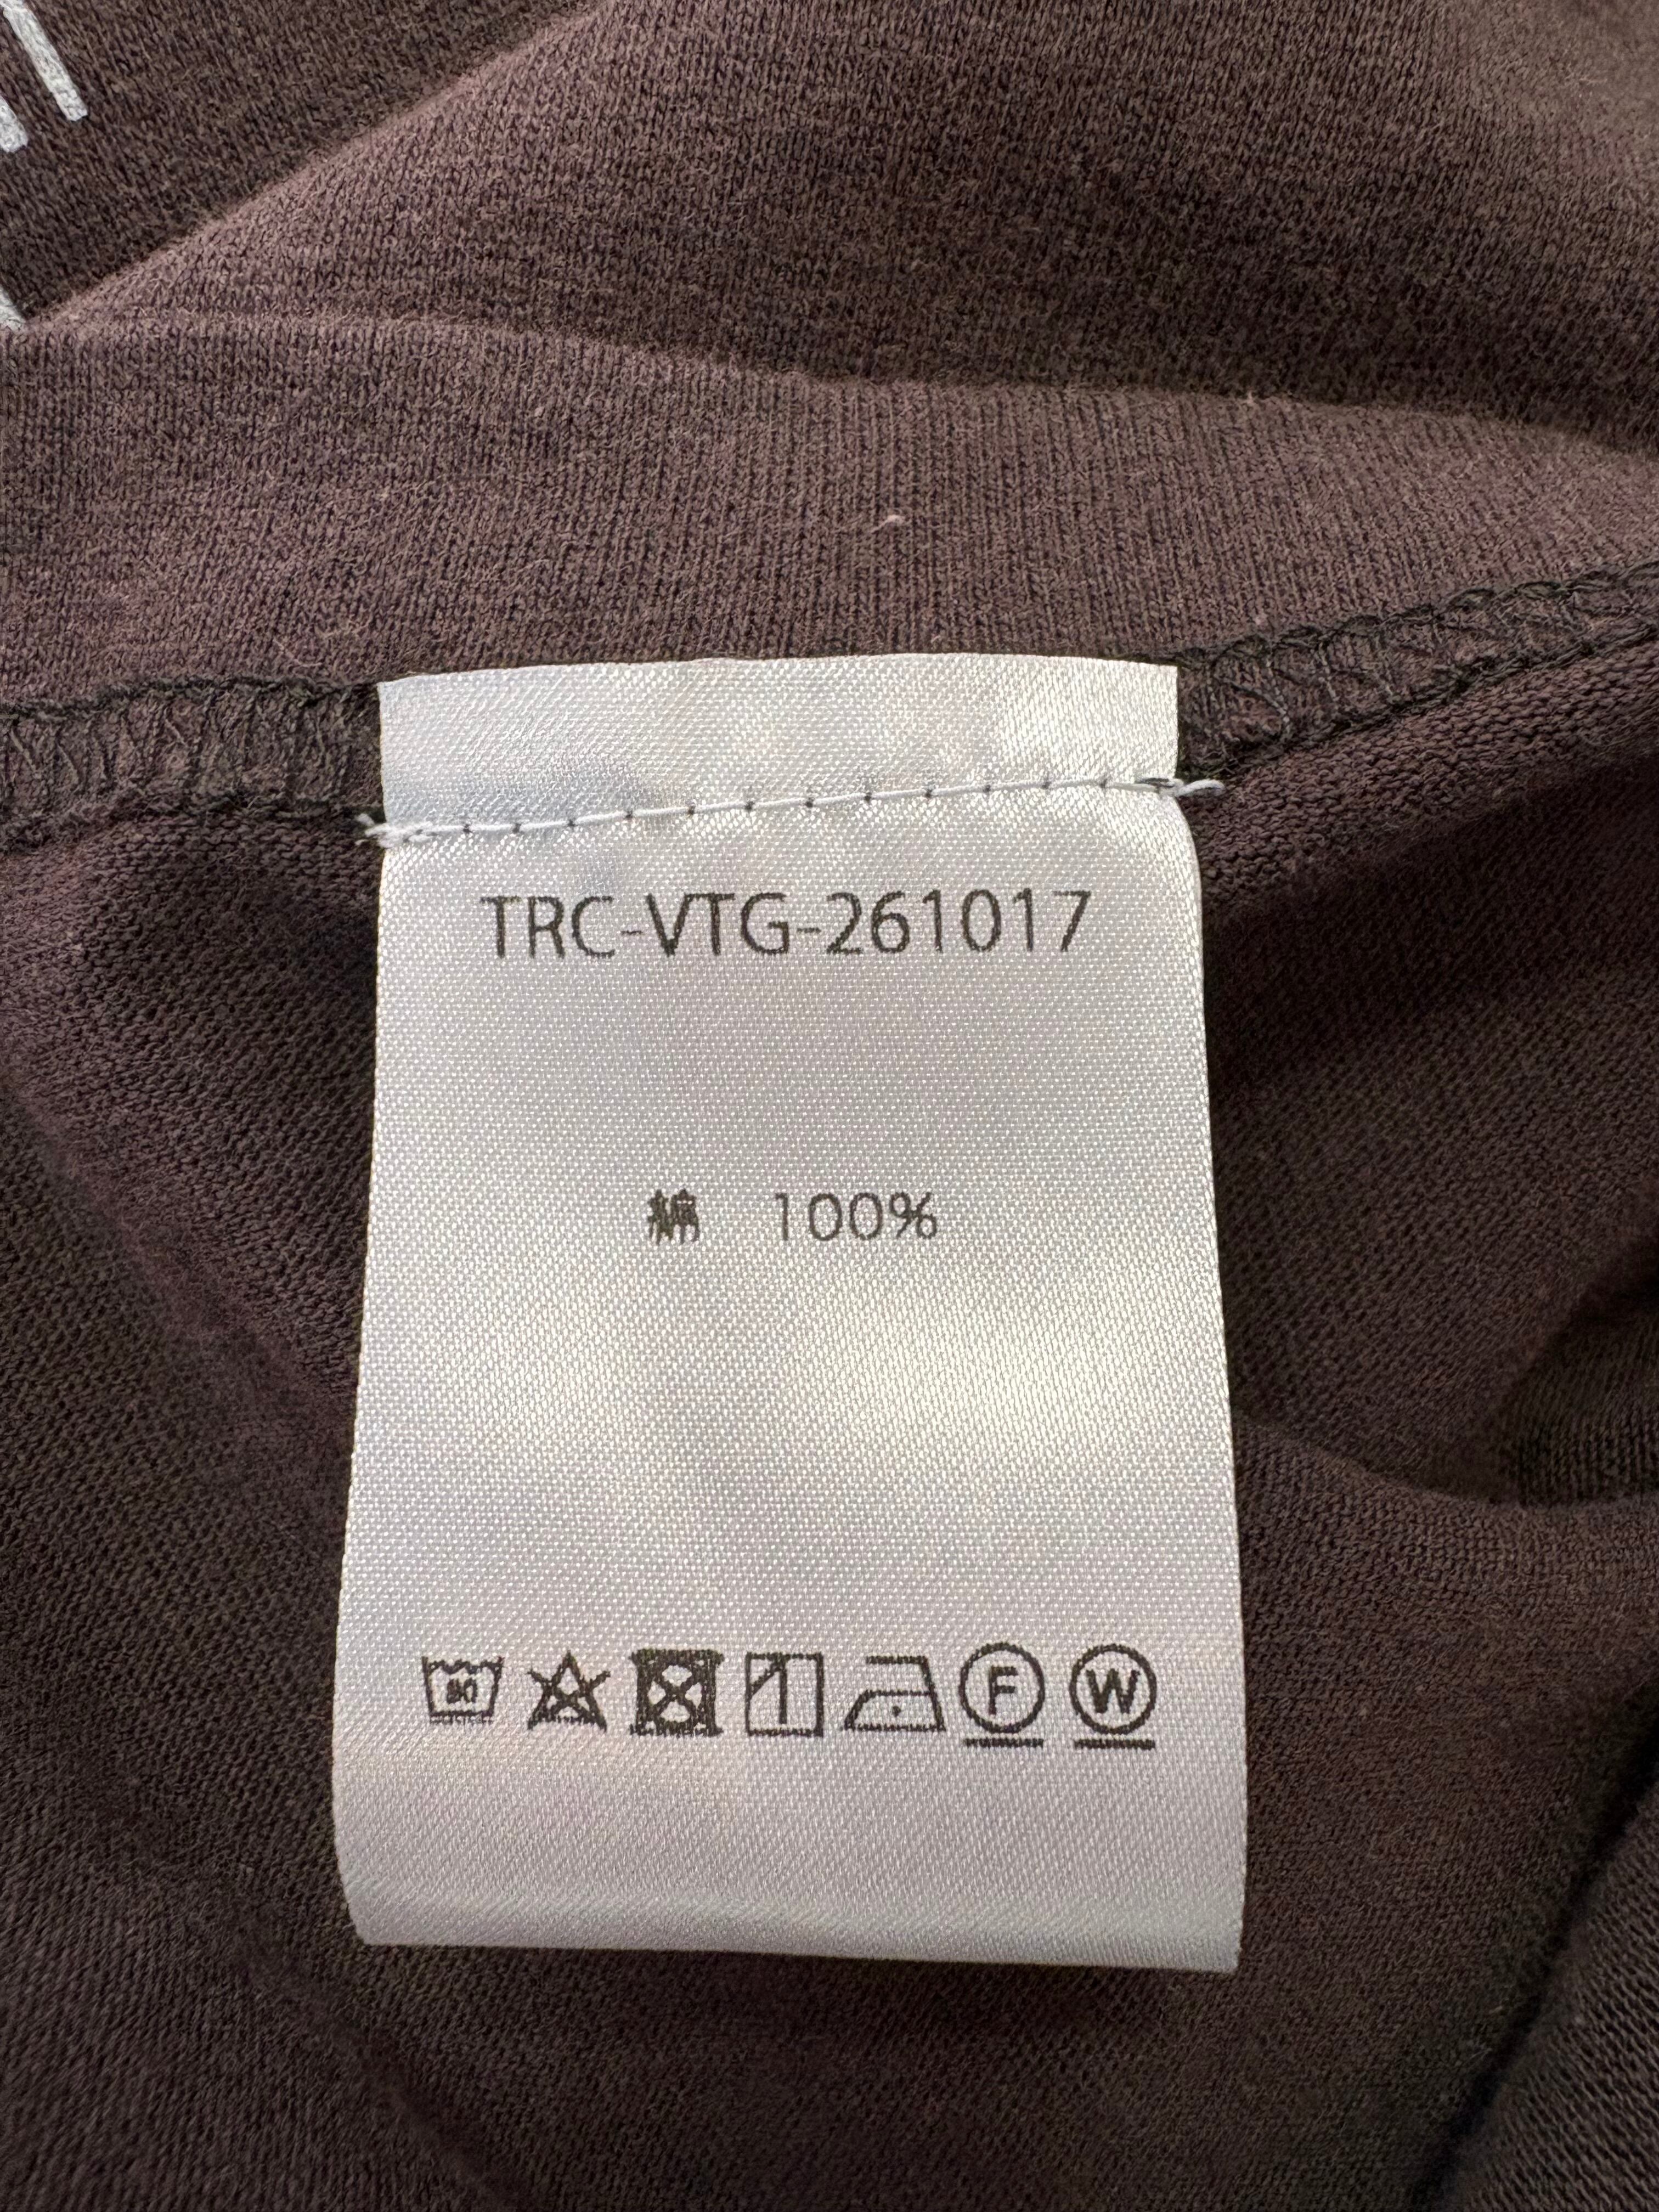 TRC-VTG-261017
綿 100%
F W